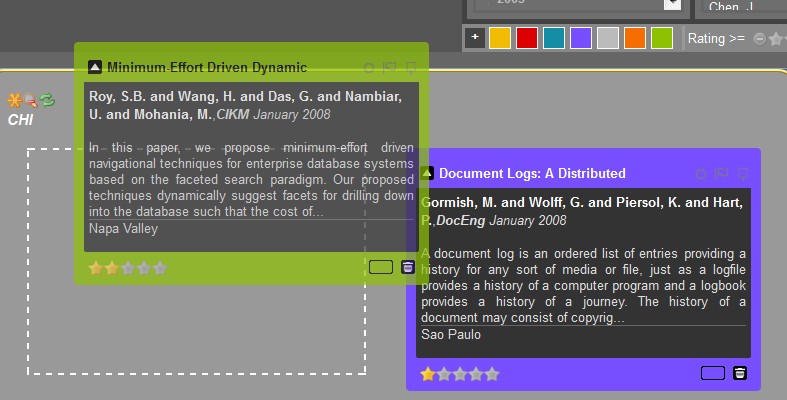 Chen, J.
+
Rating >=
CHI
Minimum-Effort Driven Dynamic
Roy, S.B. and Wang, H. and Das, G. and Nambiar,
U. and Mohania, M.,CIKM January 2008
In this paper, we propose minimum-effort driven
navigational techniques for enterprise database systems
based on the faceted search paradigm. Our proposed
techniques dynamically suggest facets for drilling down
into the database such that the cost of...
Napa Valley
Document Logs: A Distributed
Gormish, M. and Wolff, G. and Piersol, K. and Hart,
P.,DocEng January 2008
A document log is an ordered list of entries providing a
history for any sort of media or file, just as a logfile
provides a history of a computer program and a logbook
provides a history of a journey. The history of a
document may consist of copyrig...
Sao Paulo